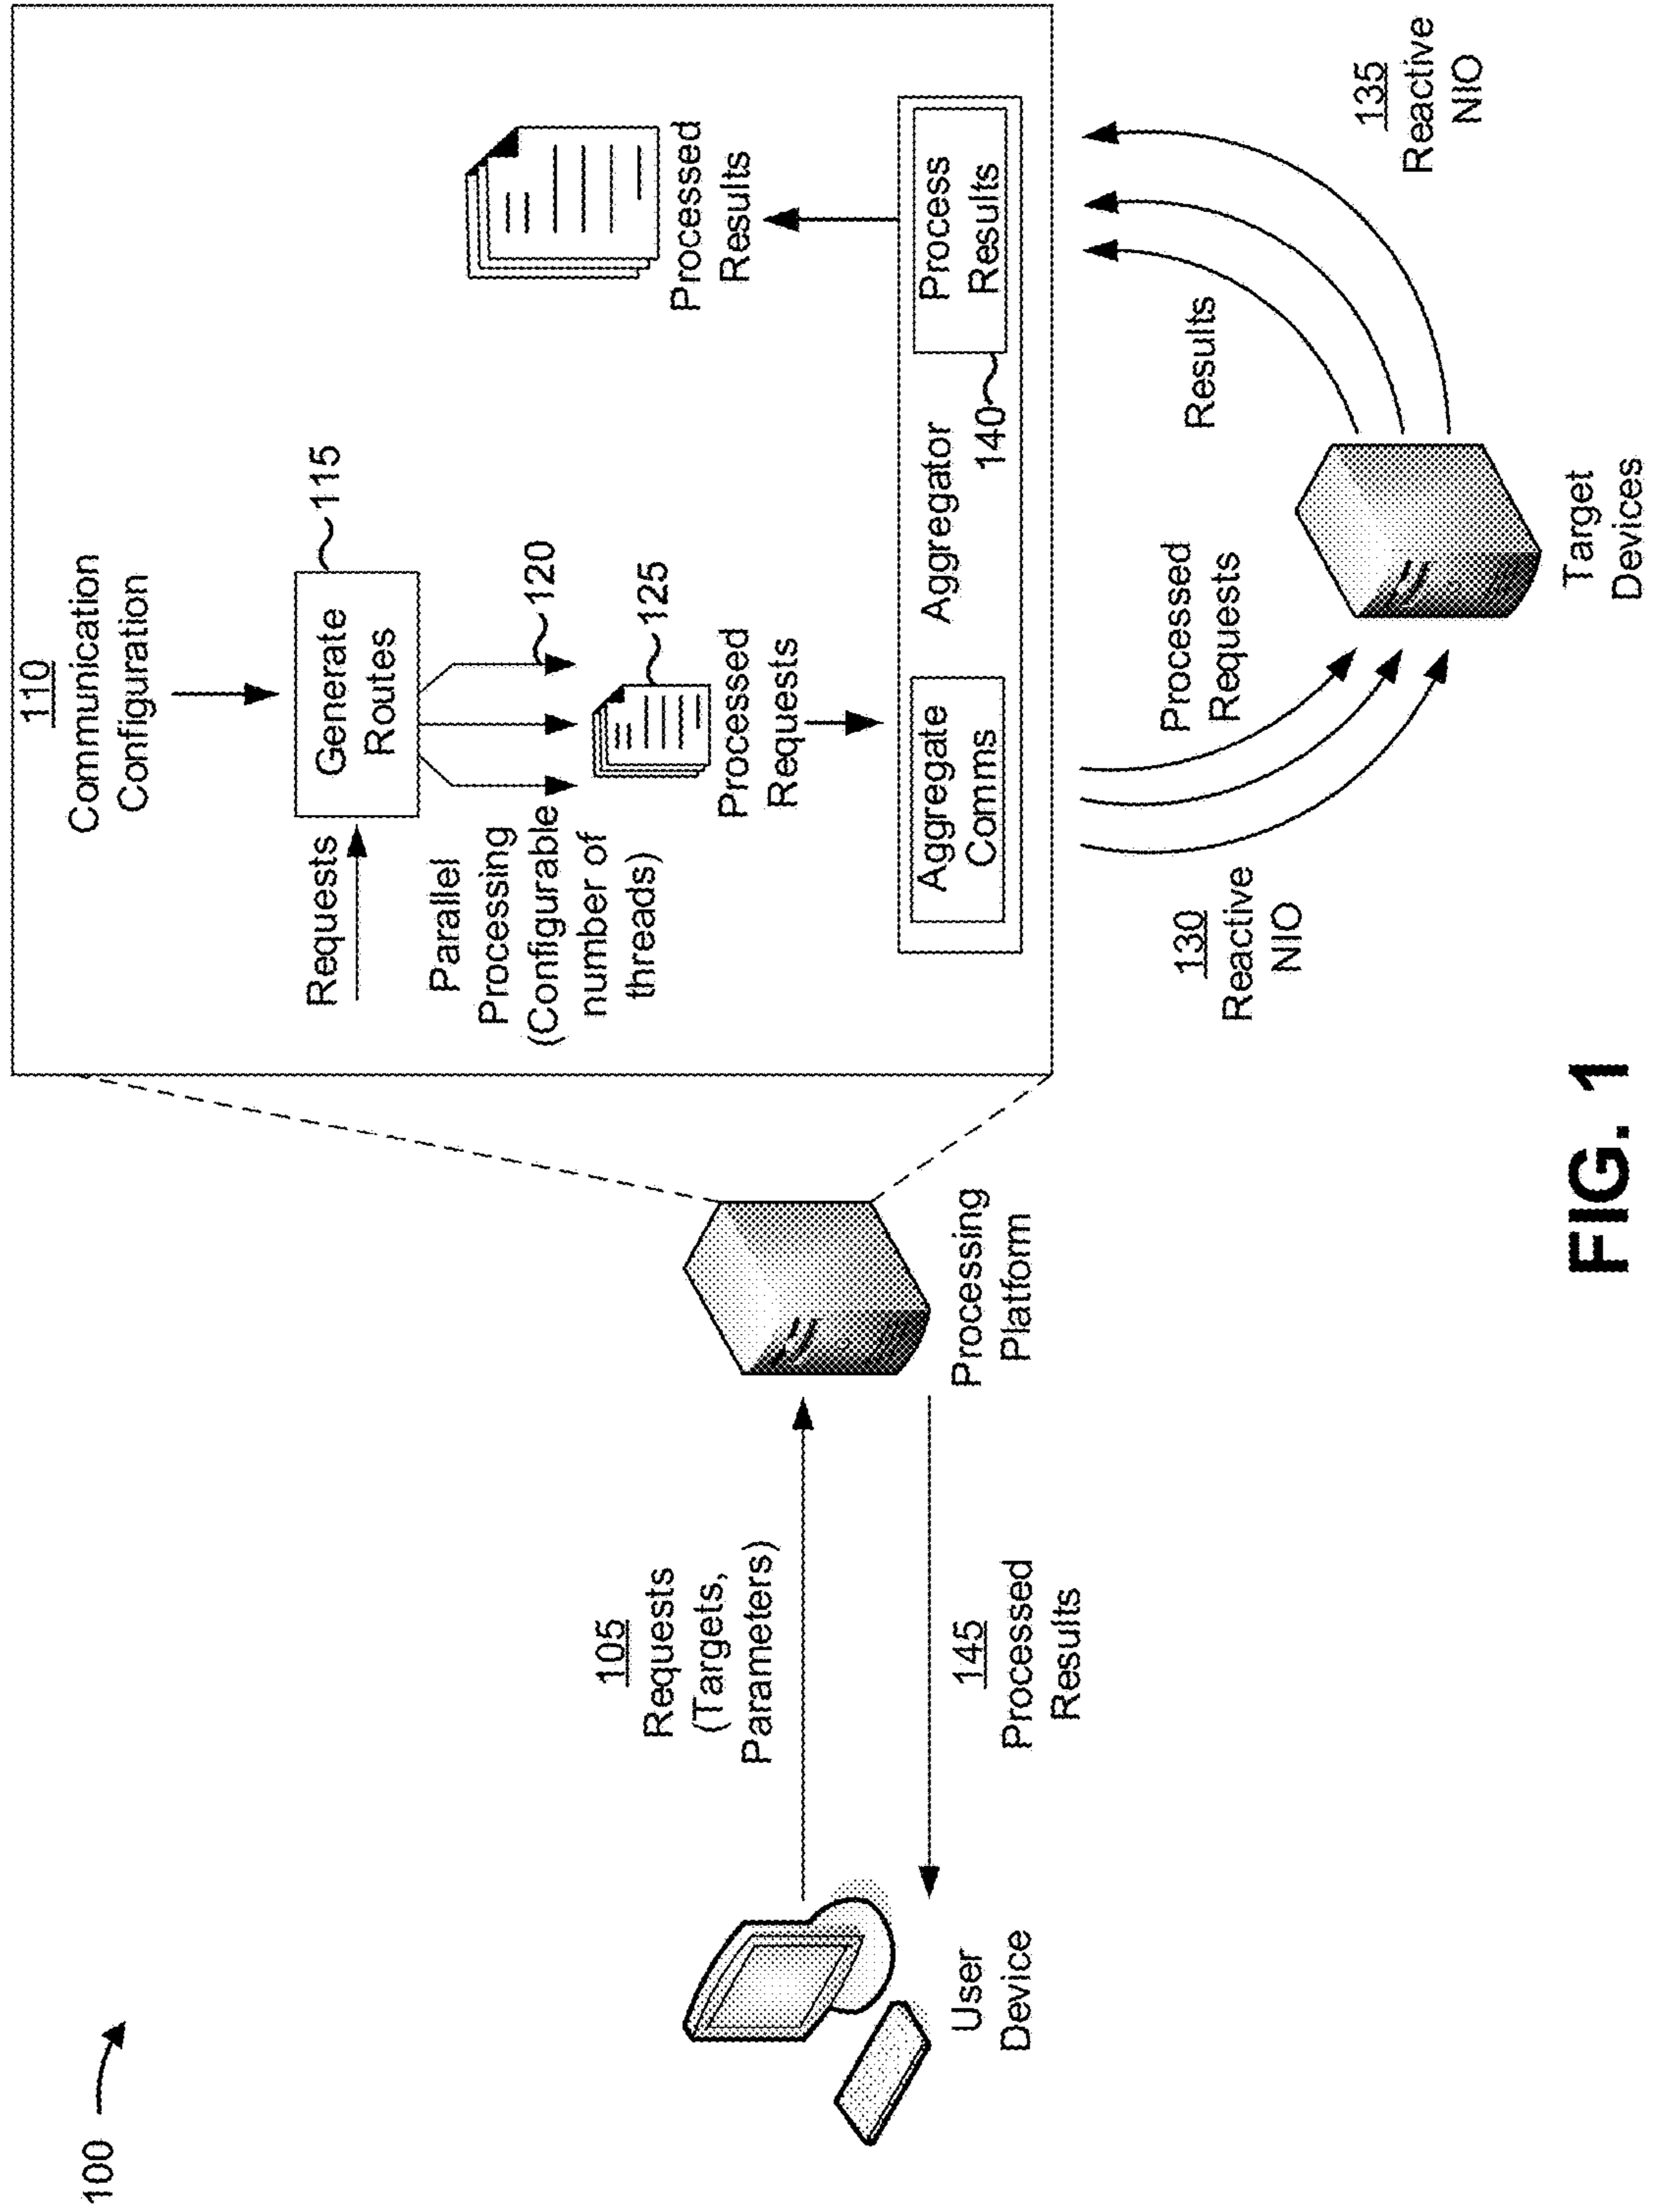 100
110
Communication
Configuration
Requests
Generate
Routes
115
Parallel
Processing
(Configurable
number of
threads)
120
125
Processed
Requests
Processed
Results
Aggregate
Comms
Aggregator
140
Process
Results
105
Requests
(Targets,
Parameters)
145
Processed
Results
User
Device
Processing
Platform
130
Reactive
NIO
Processed
Requests
Results
135
Reactive
NIO
Target
Devices
FIG. 1